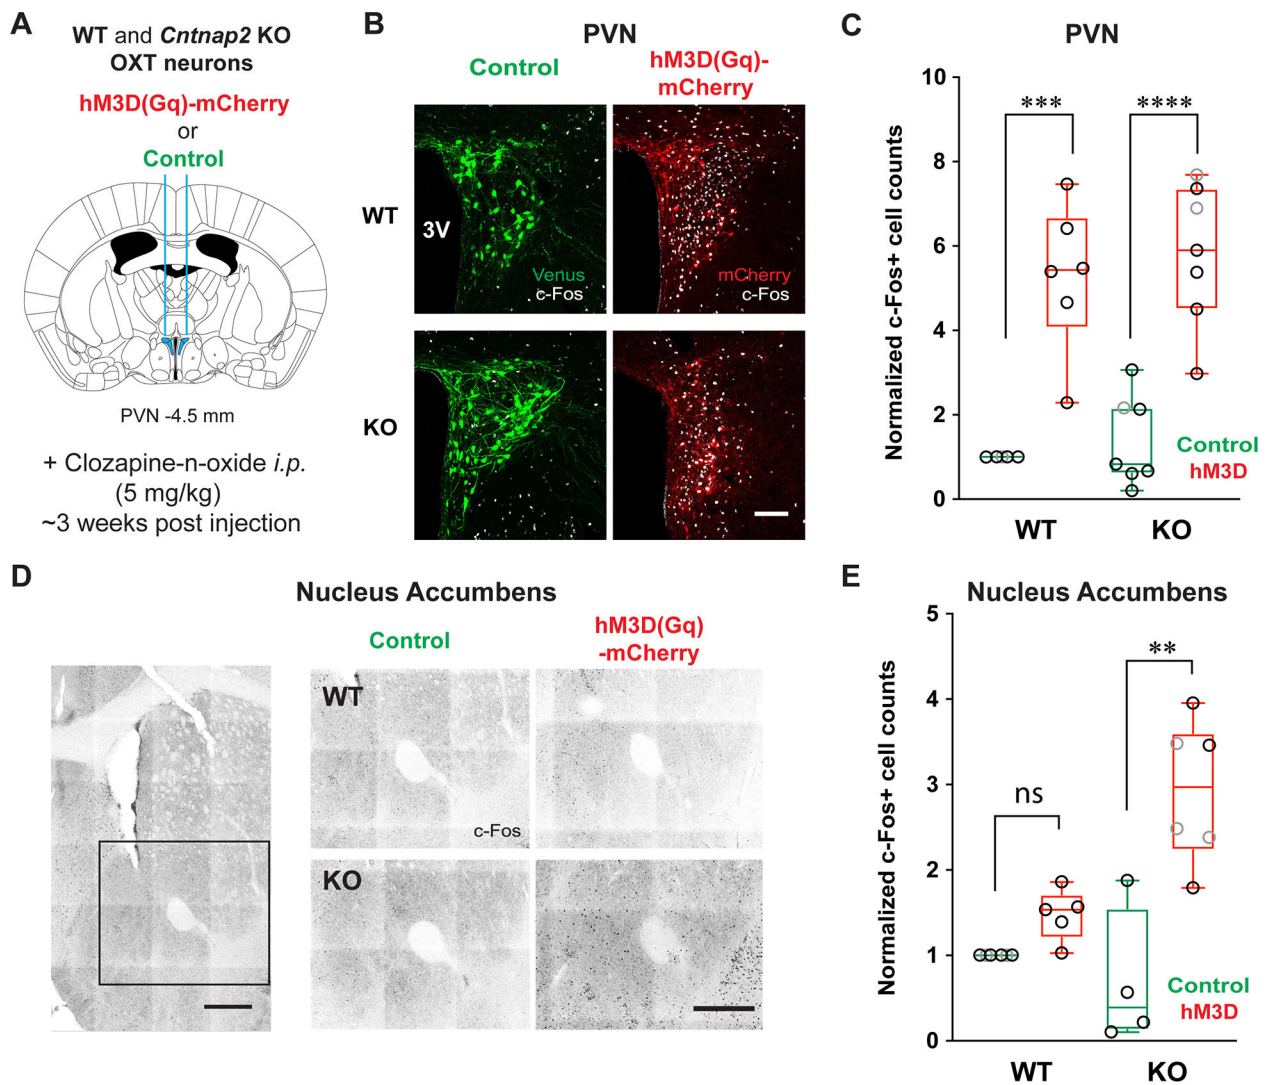 A
WT and Cntnap2 KO
OXT neurons
hM3D(Gq)-mCherry
or
Control
PVN -4.5 mm
+ Clozapine-n-oxide i.p.
(5 mg/kg)
~3 weeks post injection
B
PVN
Control
hM3D(Gq)-
mCherry
WT
3V
Venus
c-Fos
mCherry
c-Fos
KO
C
PVN
Normalized c-Fos+ cell counts
10
8
6
4
2
0
***
****
Control
hM3D
WT
KO
D
Nucleus Accumbens
Control
hM3D(Gq)
-mCherry
WT
c-Fos
KO
E
Nucleus Accumbens
Normalized c-Fos+ cell counts
5
4
3
2
1
0
ns
**
Control
hM3D
WT
KO